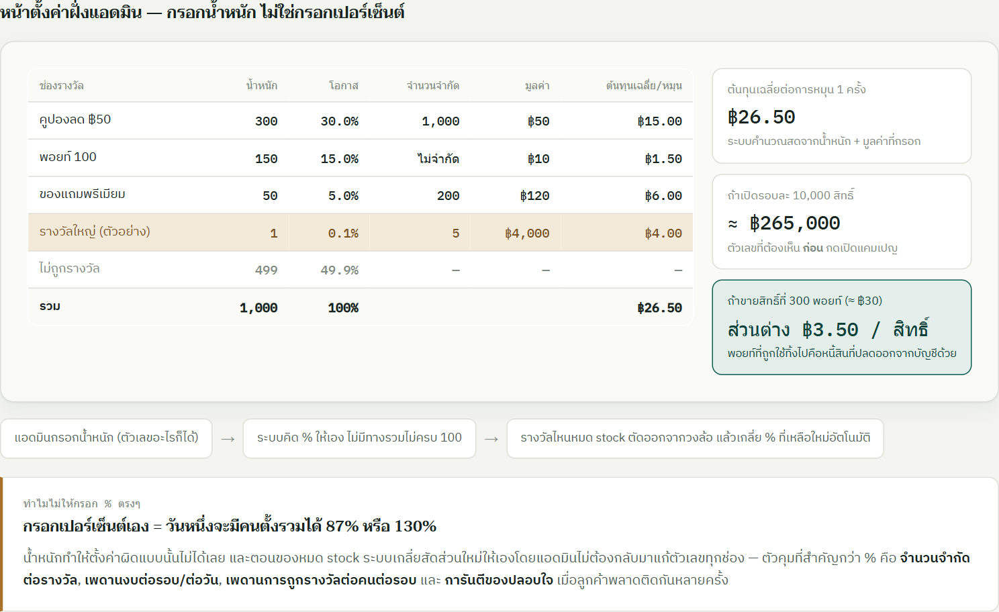 หน้าตั้งค่าฝั่งแอดมิน — กรอกน้ำหนัก ไม่ใช่กรอกเปอร์เซ็นต์
ช่องรางวัล น้ำหนัก โอกาส จำนวนจำกัด มูลค่า ต้นทุนเฉลี่ย/หมุน
คูปองลด ฿50 300 30.0% 1,000 ฿50 ฿15.00
พอยท์ 100 150 15.0% ไม่จำกัด ฿10 ฿1.50
ของแถมพรีเมียม 50 5.0% 200 ฿120 ฿6.00
รางวัลใหญ่ (ตัวอย่าง) 1 0.1% 5 ฿4,000 ฿4.00
ไม่ถูกรางวัล 499 49.9% — — —
รวม 1,000 100% ฿26.50
ต้นทุนเฉลี่ยต่อการหมุน 1 ครั้ง
฿26.50
ระบบคำนวณสดจากน้ำหนัก + มูลค่าที่กรอก
ถ้าเปิดรอบละ 10,000 สิทธิ์
≈ ฿265,000
ตัวเลขที่ต้องเห็น ก่อน กดเปิดแคมเปญ
ถ้าขายสิทธิ์ที่ 300 พอยท์ (≈ ฿30)
ส่วนต่าง ฿3.50 / สิทธิ์
พอยท์ที่ถูกใช้ทิ้งไปคือหนี้สินที่ปลดออกจากบัญชีด้วย
แอดมินกรอกน้ำหนัก (ตัวเลขอะไรก็ได้) → ระบบคิด % ให้เอง ไม่มีทางรวมไม่ครบ 100 → รางวัลไหนหมด stock ตัดออกจากวงล้อ แล้วเกลี่ย % ที่เหลือใหม่อัตโนมัติ
ทำไมไม่ให้กรอก % ตรงๆ
กรอกเปอร์เซ็นต์เอง = วันหนึ่งจะมีคนตั้งรวมได้ 87% หรือ 130%
น้ำหนักทำให้ตั้งค่าผิดแบบนั้นไม่ได้เลย และตอนของหมด stock ระบบเกลี่ยสัดส่วนใหม่ให้เองโดยแอดมินไม่ต้องกลับมาแก้ตัวเลขทุกช่อง — ตัวคุมที่สำคัญกว่า % คือ จำนวนจำกัด
ต่อรางวัล, เพดานงบต่อรอบ/ต่อวัน, เพดานการถูกรางวัลต่อคนต่อรอบ และ การันตีของปลอบใจ เมื่อลูกค้าพลาดติดกันหลายครั้ง